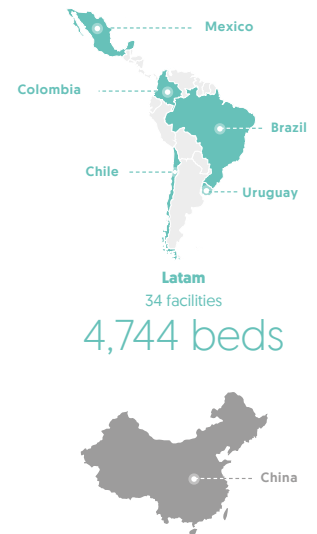 Mexico
Colombia
Brazil
Chile
Uruguay
Latam
34 facilities
4,744 beds
China